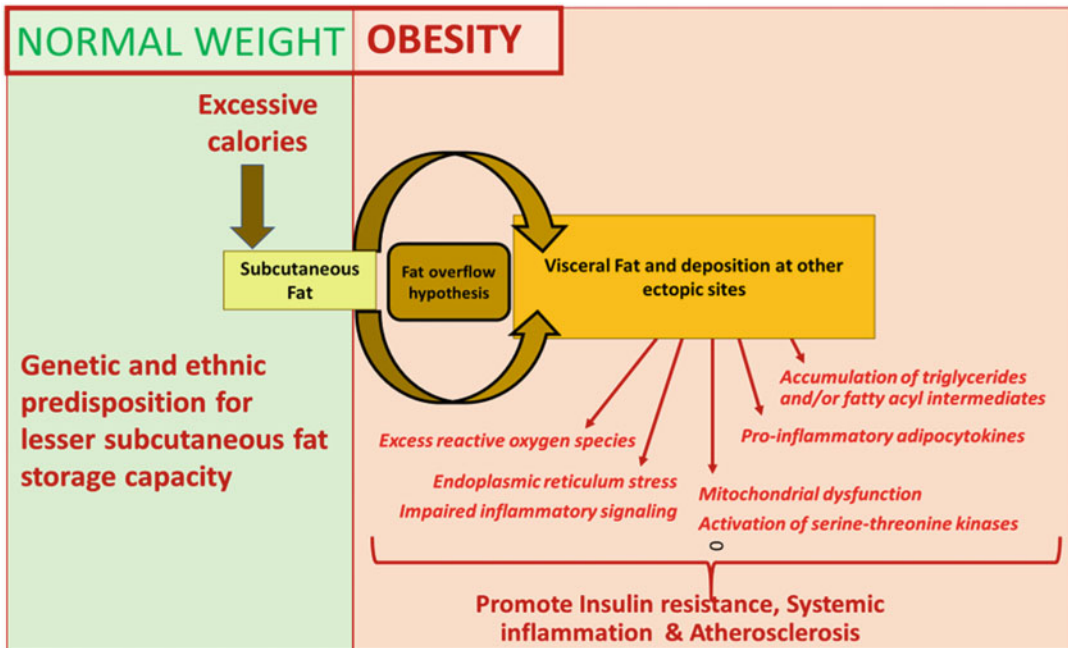 NORMAL WEIGHT
OBESITY
Excessive
calories
Subcutaneous
Fat
Fat overflow
hypothesis
Visceral Fat and deposition at other
ectopic sites
Genetic and ethnic
predisposition for
lesser subcutaneous fat
storage capacity
Excess reactive oxygen species
Endoplasmic reticulum stress
Impaired inflammatory signaling
Accumulation of triglycerides
and/or fatty acyl intermediates
Pro-inflammatory adipocytokines
Mitochondrial dysfunction
Activation of serine-threonine kinases
0
Promote Insulin resistance, Systemic
inflammation & Atherosclerosis